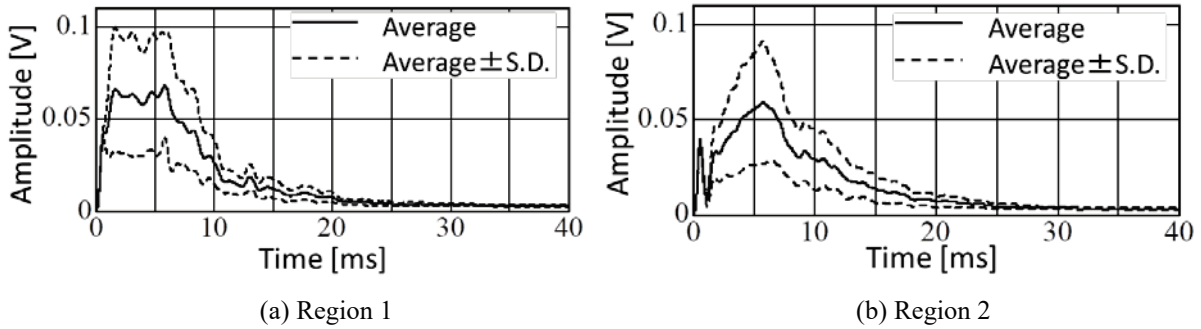 Amplitude [V]
0.1
0.05
0
Average
Average±S.D.
0 10 20 30 40
Time [ms]
(a) Region 1
Amplitude [V]
0.1
0.05
0
Average
Average±S.D.
0 10 20 30 40
Time [ms]
(b) Region 2